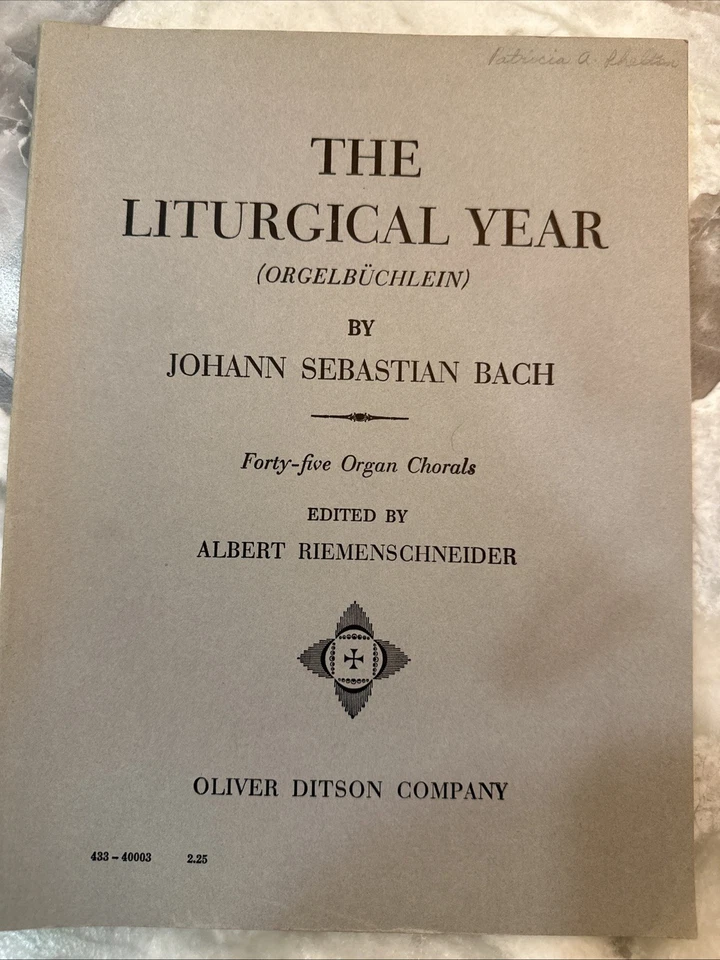 Patricia A.
THE
LITURGICAL YEAR
(ORGELBÜCHLEIN)
BY
JOHANN SEBASTIAN BACH
Forty-five Organ Chorals
EDITED BY
ALBERT RIEMENSCHNEIDER
OLIVER DITSON COMPANY
433-40003 2.25